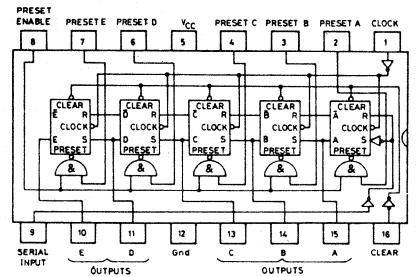 PRESET ENABLE PRESET E PRESET D VCC PRESET C PRESET B PRESET A CLOCK
8 7 6 5 4 3 2 1
CLEAR CLEAR CLEAR CLEAR CLEAR
Ē R D̄ R C̄ R B̄ R Ā R
CLOCK CLOCK CLOCK CLOCK CLOCK
E S D S C S B S A S
PRESET PRESET PRESET PRESET PRESET
& & & & &
9 10 11 12 13 14 15 16
SERIAL INPUT E D Gnd C B A CLEAR
OUTPUTS OUTPUTS